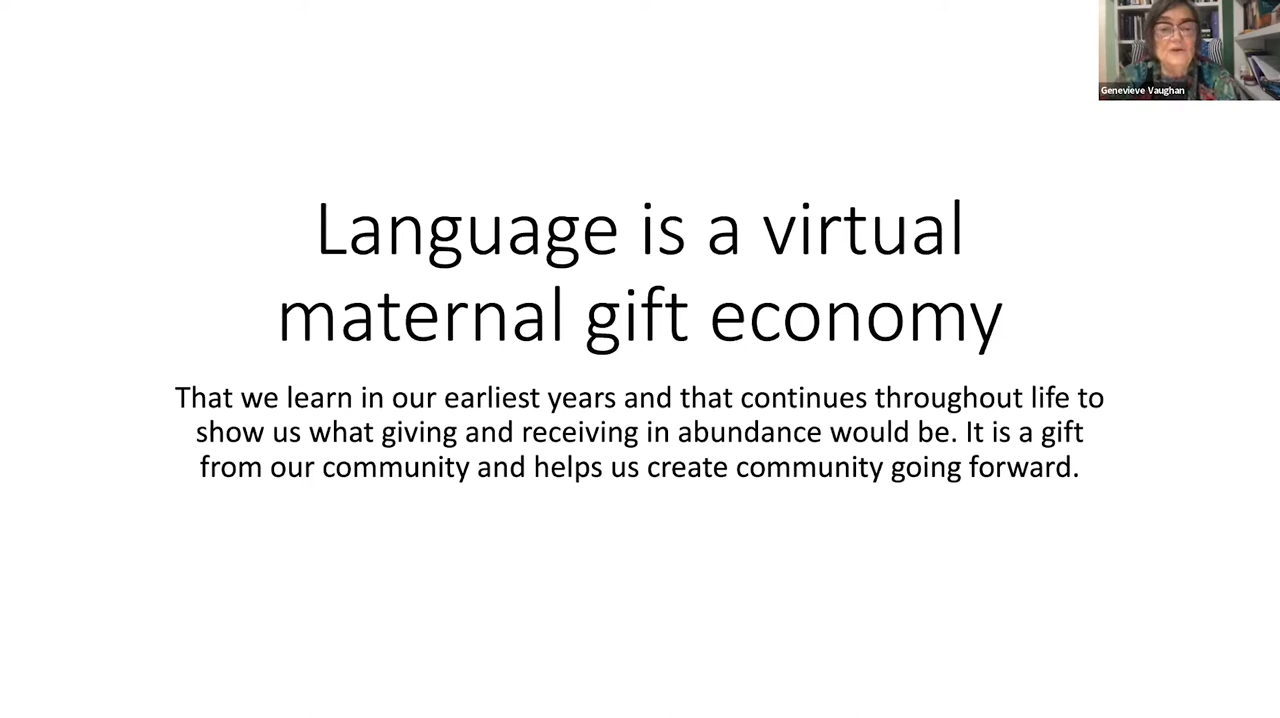 Genevieve Vaughan
Language is a virtual
maternal gift economy
That we learn in our earliest years and that continues throughout life to
show us what giving and receiving in abundance would be. It is a gift
from our community and helps us create community going forward.